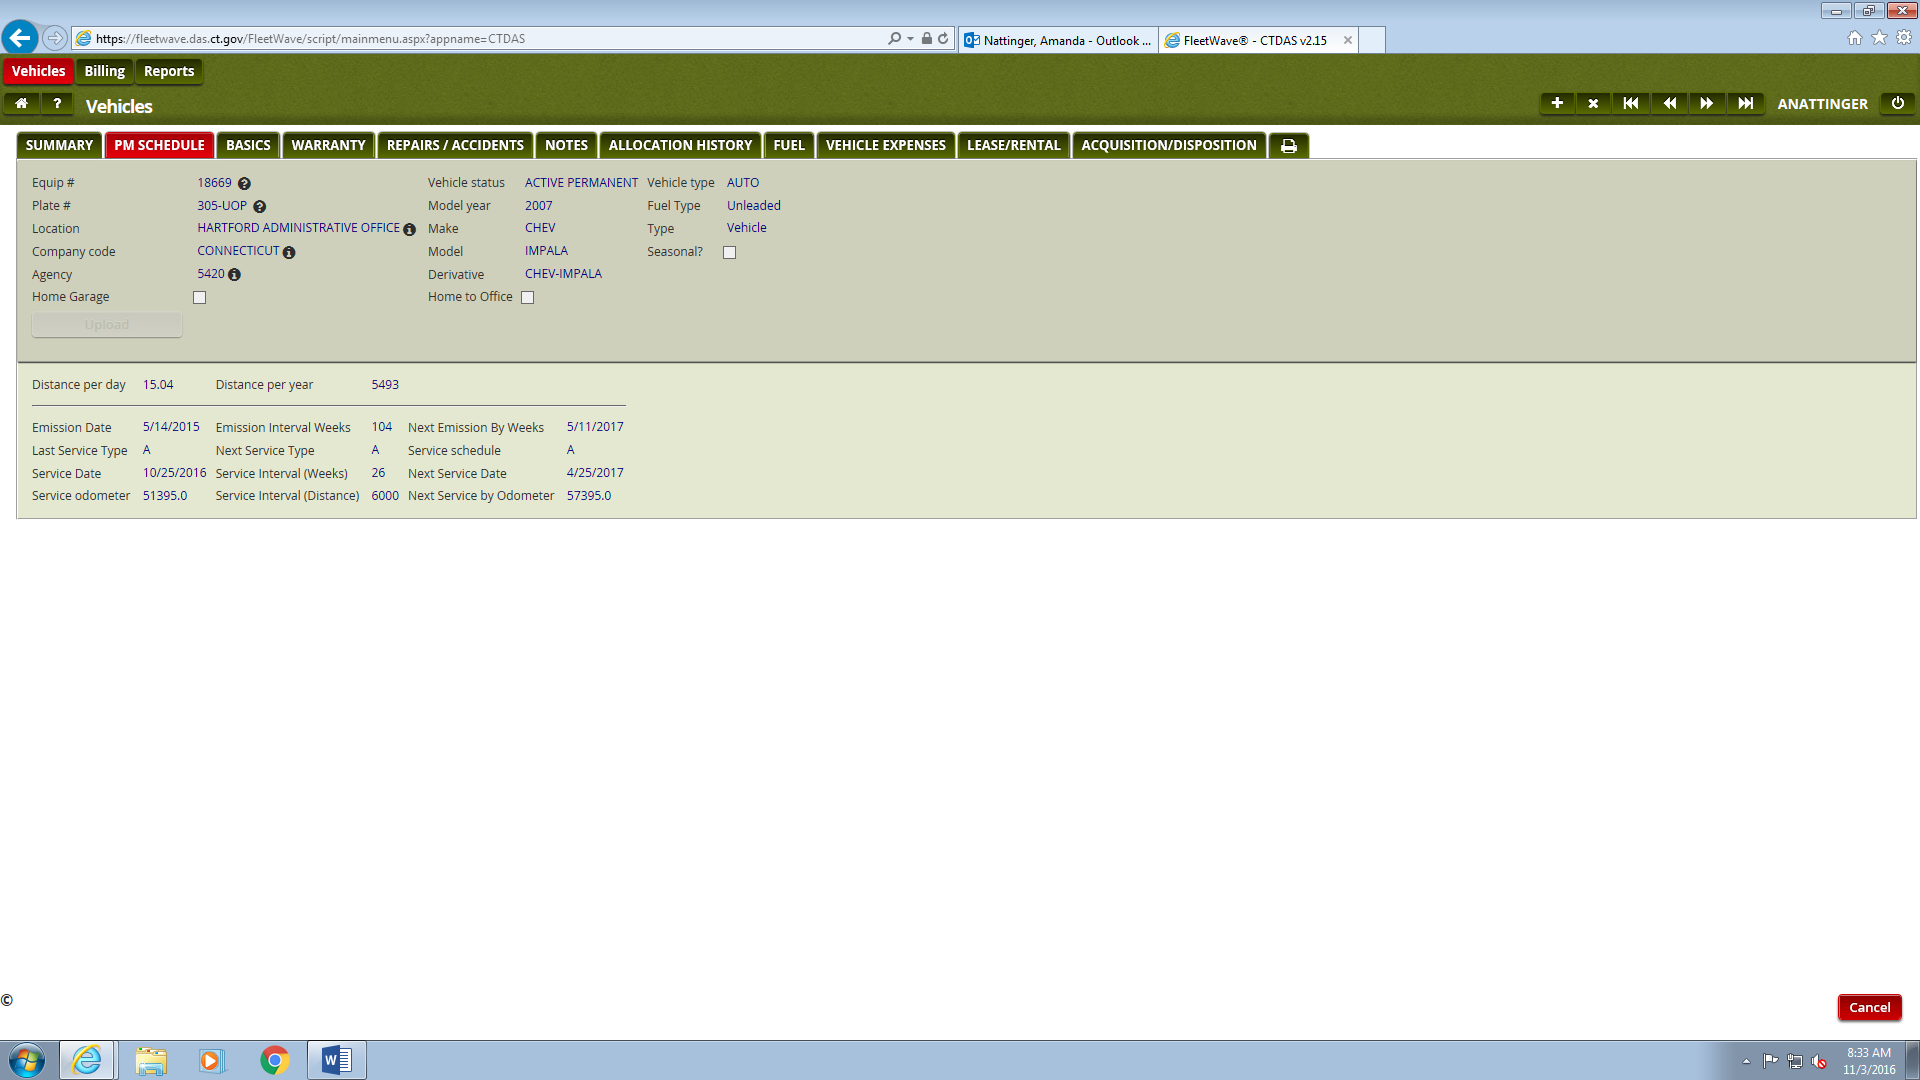 https://fleetwave.das.ct.gov/FleetWave/script/mainmenu.aspx?appname=CTDAS Nattinger, Amanda - Outlook ... FleetWave® - CTDAS v2.15
Vehicles Billing Reports
? Vehicles ANATTINGER
SUMMARY PM SCHEDULE BASICS WARRANTY REPAIRS / ACCIDENTS NOTES ALLOCATION HISTORY FUEL VEHICLE EXPENSES LEASE/RENTAL ACQUISITION/DISPOSITION
Equip # 18669 Vehicle status ACTIVE PERMANENT Vehicle type AUTO
Plate # 305-UOP Model year 2007 Fuel Type Unleaded
Location HARTFORD ADMINISTRATIVE OFFICE Make CHEV Type Vehicle
Company code CONNECTICUT Model IMPALA Seasonal?
Agency 5420 Derivative CHEV-IMPALA
Home Garage Home to Office
Upload
Distance per day 15.04 Distance per year 5493
Emission Date 5/14/2015 Emission Interval Weeks 104 Next Emission By Weeks 5/11/2017
Last Service Type A Next Service Type A Service schedule A
Service Date 10/25/2016 Service Interval (Weeks) 26 Next Service Date 4/25/2017
Service odometer 51395.0 Service Interval (Distance) 6000 Next Service by Odometer 57395.0
©
Cancel
8:33 AM
11/3/2016